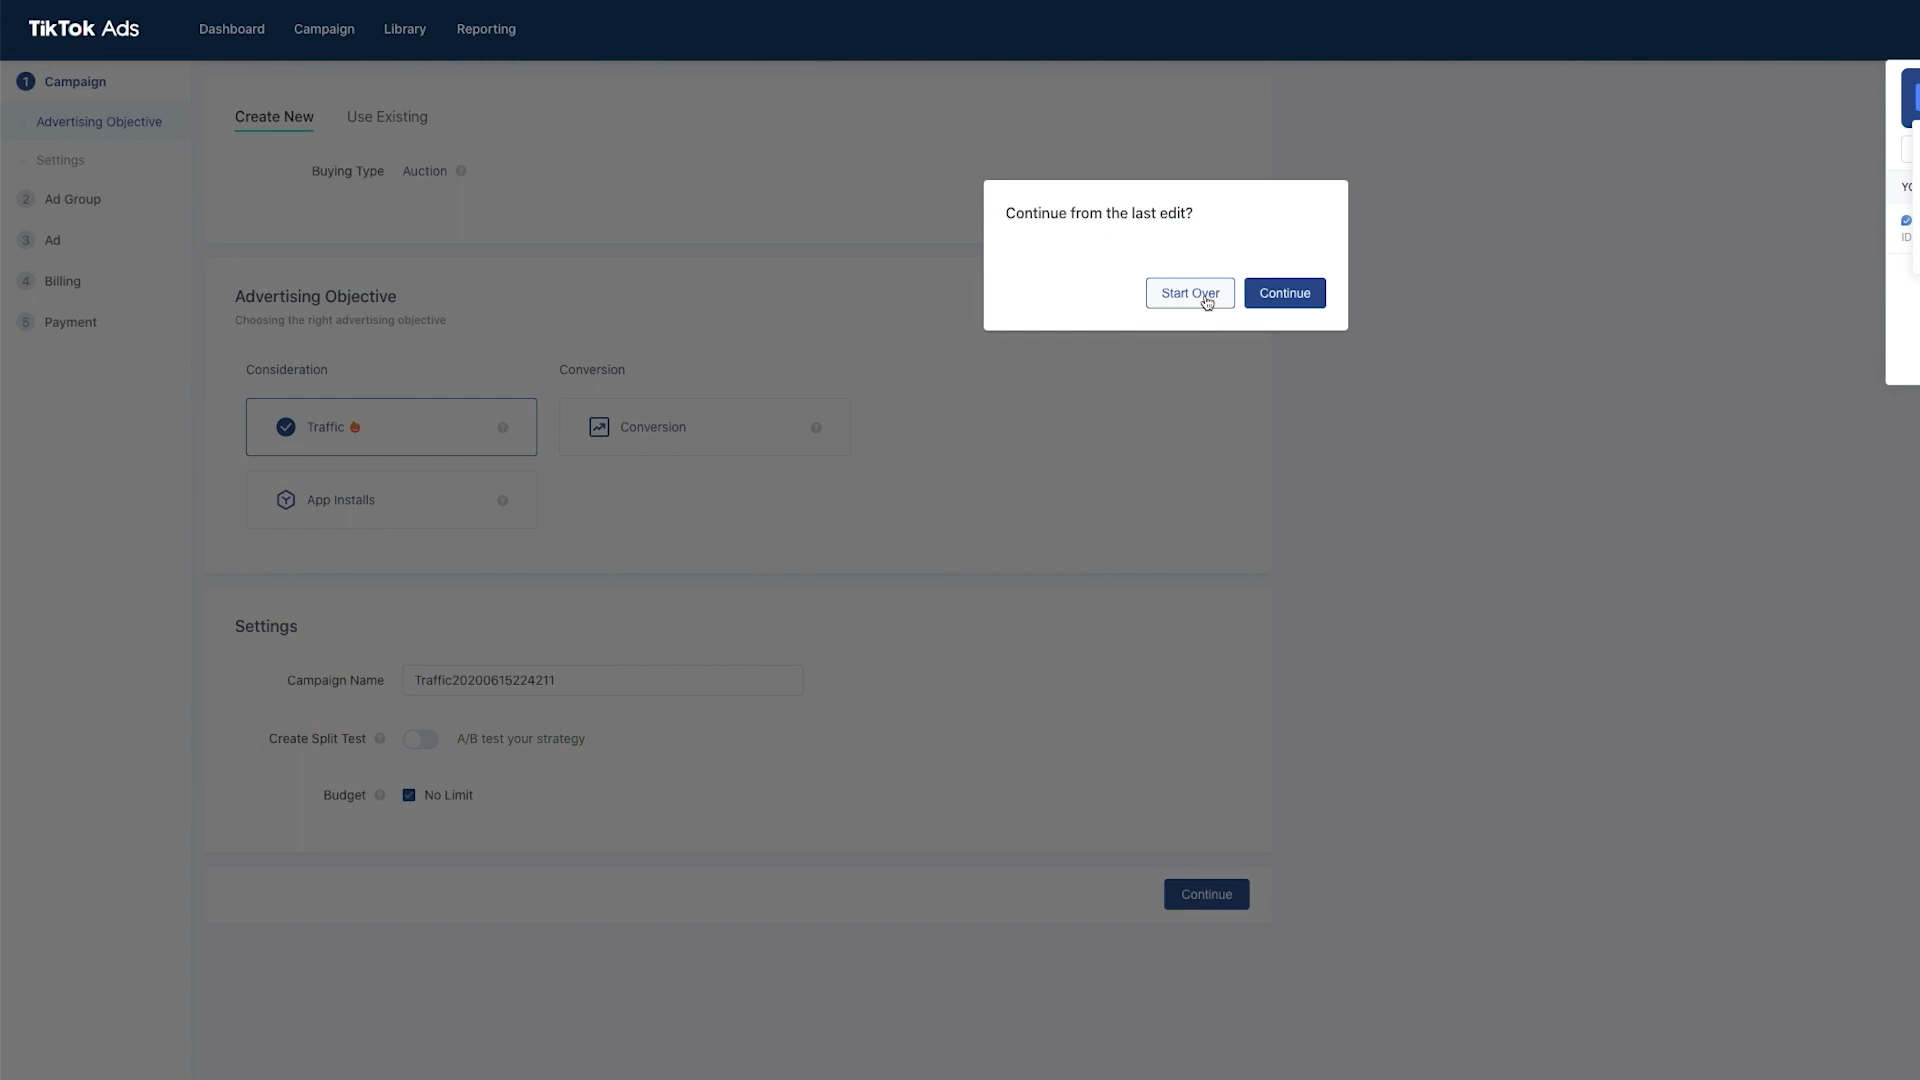 TikTok Ads
Dashboard
Campaign
Library
Reporting
1 Campaign
Advertising Objective
Settings
2 Ad Group
3 Ad
4 Billing
5 Payment
Create New
Use Existing
Buying Type
Auction
Continue from the last edit?
Start Over
Continue
Advertising Objective
Choosing the right advertising objective
Consideration
Conversion
Traffic
Conversion
App Installs
Settings
Campaign Name
Traffic20200615224211
Create Split Test
A/B test your strategy
Budget
No Limit
Continue
YO
ID